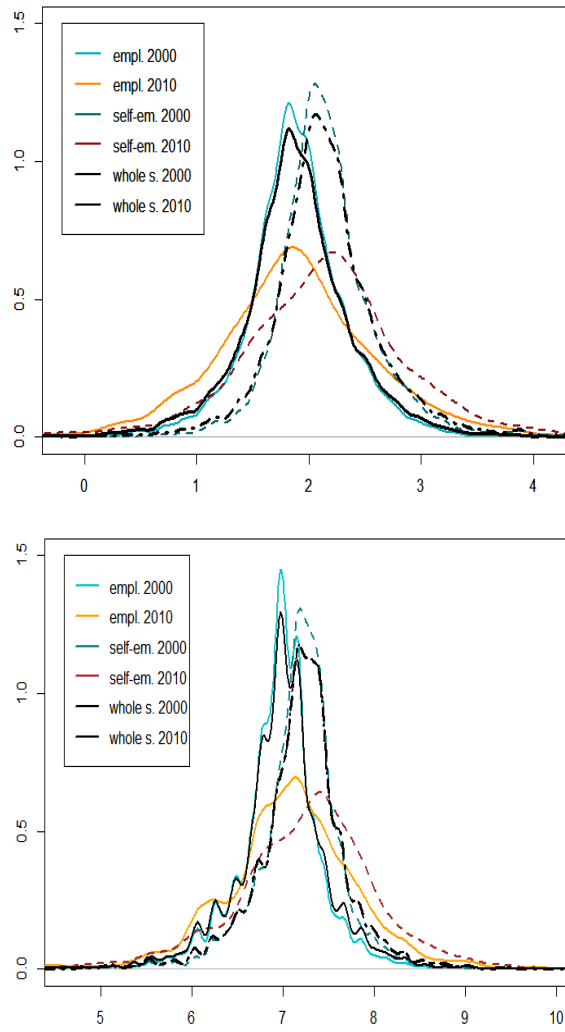 1.5
1.0
0.5
0.0
empl. 2000
empl. 2010
self-em. 2000
self-em. 2010
whole s. 2000
whole s. 2010
0 1 2 3 4
1.5
1.0
0.5
0.0
empl. 2000
empl. 2010
self-em. 2000
self-em. 2010
whole s. 2000
whole s. 2010
5 6 7 8 9 10